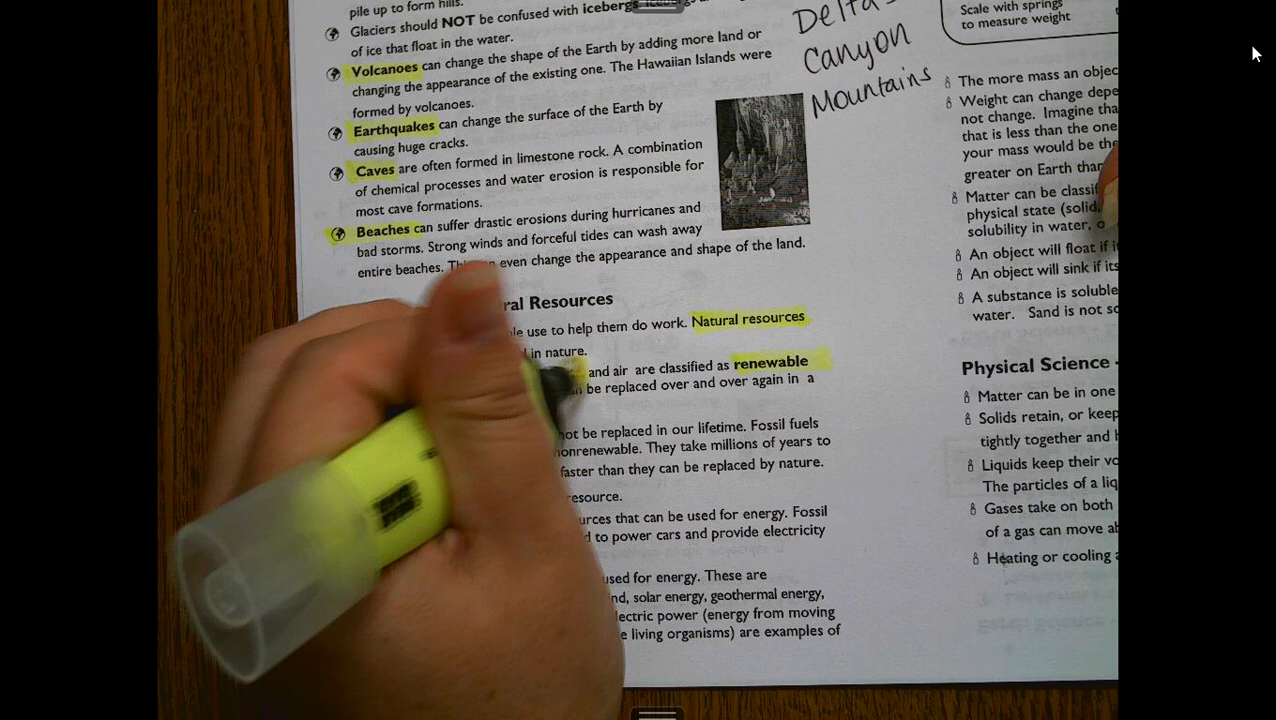 pile up to form hills.
Glaciers should NOT be confused with icebergs
of ice that float in the water.
Volcanoes can change the shape of the Earth by adding more land or
changing the appearance of the existing one. The Hawaiian Islands were
formed by volcanoes.
Earthquakes can change the surface of the Earth by
causing huge cracks.
Caves are often formed in limestone rock. A combination
of chemical processes and water erosion is responsible for
most cave formations.
Beaches can suffer drastic erosions during hurricanes and
bad storms. Strong winds and forceful tides can wash away
entire beaches. even change the appearance and shape of the land.
ral Resources
use to help them do work. Natural resources
in nature.
and air are classified as renewable
be replaced over and over again in a
not be replaced in our lifetime. Fossil fuels
nonrenewable. They take millions of years to
faster than they can be replaced by nature.
resource.
urces that can be used for energy. Fossil
to power cars and provide electricity
used for energy. These are
nd, solar energy, geothermal energy,
lectric power (energy from moving
living organisms) are examples of
Deltas
Canyon
Mountains
Scale with springs
to measure weight
The more mass an objec
Weight can change depe
not change. Imagine tha
that is less than the one
your mass would be the
greater on Earth than
Matter can be classif
physical state (solid,
solubility in water, o
An object will float if it
An object will sink if its
A substance is soluble
water. Sand is not so
Physical Science -
Matter can be in one
Solids retain, or keep
tightly together and h
Liquids keep their vo
The particles of a liq
Gases take on both
of a gas can move ab
Heating or cooling a